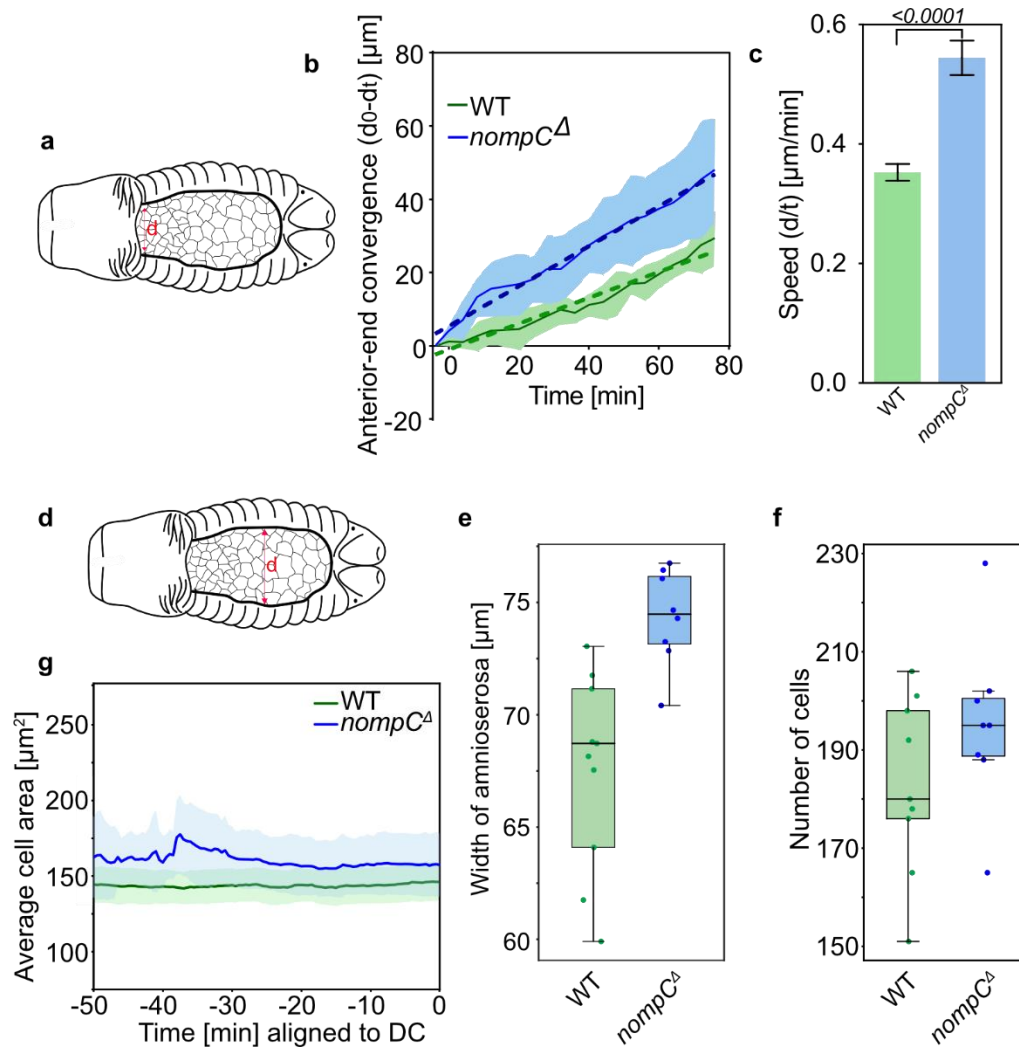 a
d
b
Anterior-end convergence (d0-dt) [µm]
80
60
40
20
0
-20
WT
nompCΔ
0
20
40
60
80
Time [min]
c
<0.0001
Speed (d/t) [µm/min]
0.6
0.4
0.2
0.0
WT
nompCΔ
d
d
e
Width of amnioserosa [µm]
75
70
65
60
WT
nompCΔ
f
Number of cells
230
210
190
170
150
WT
nompCΔ
g
Average cell area [µm²]
250
200
150
100
WT
nompCΔ
-50
-40
-30
-20
-10
0
Time [min] aligned to DC